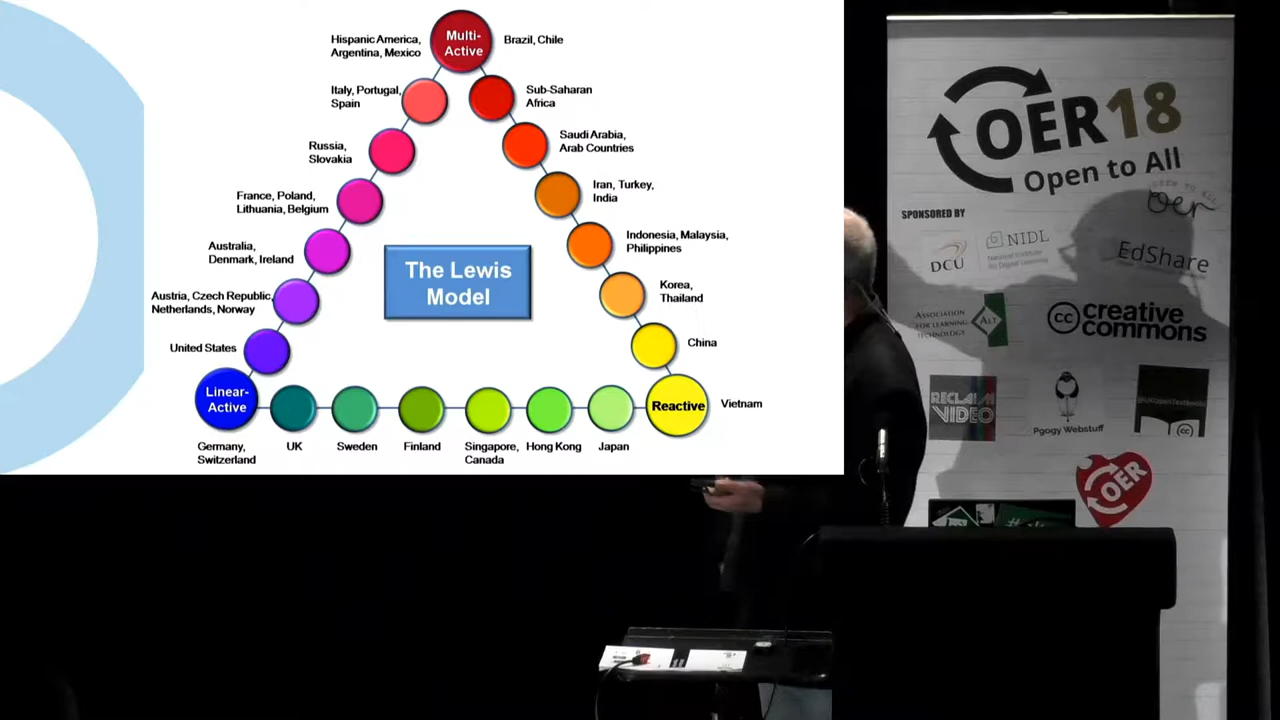 Multi-
Active
Hispanic America,
Argentina, Mexico
Brazil, Chile
Italy, Portugal,
Spain
Sub-Saharan
Africa
Russia,
Slovakia
Saudi Arabia,
Arab Countries
France, Poland,
Lithuania, Belgium
Iran, Turkey,
India
Australia,
Denmark, Ireland
Indonesia, Malaysia,
Philippines
The Lewis
Model
Austria, Czech Republic,
Netherlands, Norway
Korea,
Thailand
United States
China
Linear-
Active
Reactive
Vietnam
Germany,
Switzerland
UK
Sweden
Finland
Singapore,
Canada
Hong Kong
Japan
OER18
Open to All
oer
SPONSORED BY
DCU
NIDL
National Institute
for Digital Learning
EdShare
ASSOCIATION
FOR LEARNING
TECHNOLOGY
ALT
cc
creative
commons
RECLAIM
VIDEO
Pgogy Webstuff
cc
OER